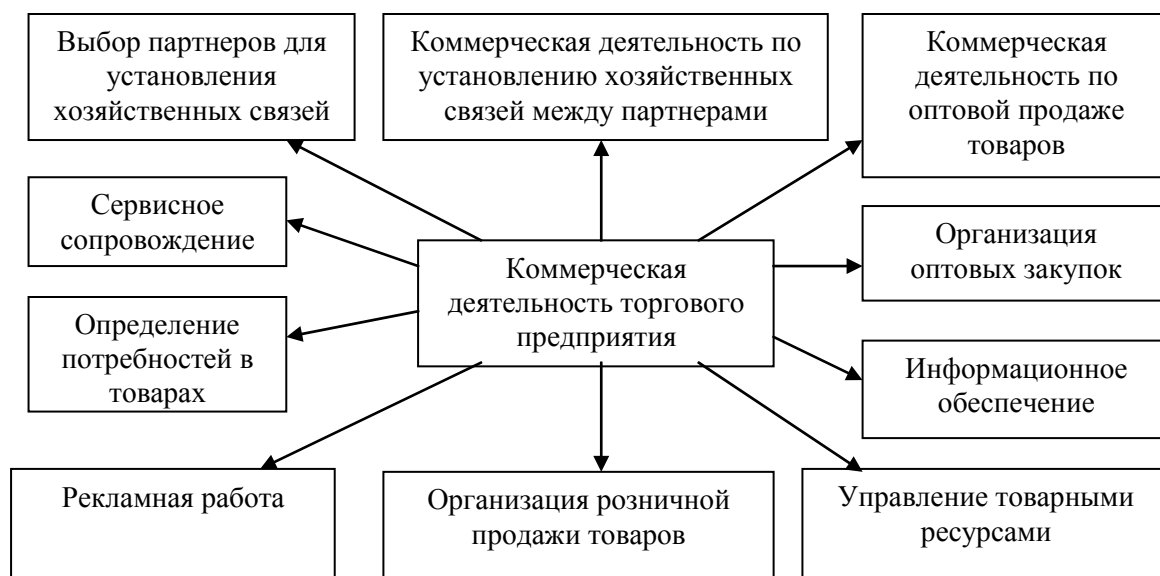 Выбор партнеров для
установления
хозяйственных связей
Коммерческая деятельность по
установлению хозяйственных
связей между партнерами
Коммерческая
деятельность по
оптовой продаже
товаров
Сервисное
сопровождение
Коммерческая
деятельность торгового
предприятия
Организация
оптовых закупок
Определение
потребностей в
товарах
Информационное
обеспечение
Рекламная работа
Организация розничной
продажи товаров
Управление товарными
ресурсами